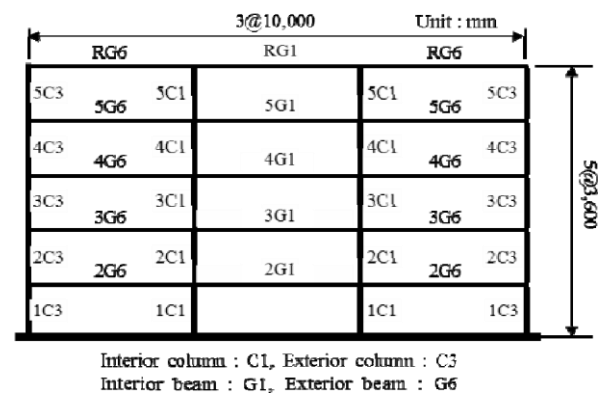 3@10,000 Unit : mm
RG6 RG1 RG6
5C3 5G6 5C1 5G1 5C1 5G6 5C3
4C3 4G6 4C1 4G1 4C1 4G6 4C3
3C3 3G6 3C1 3G1 3C1 3G6 3C3
2C3 2G6 2C1 2G1 2C1 2G6 2C3
1C3 1C1 1C1 1C3
5@3,600
Interior column : C1, Exterior column : C3
Interior beam : G1, Exterior beam : G6